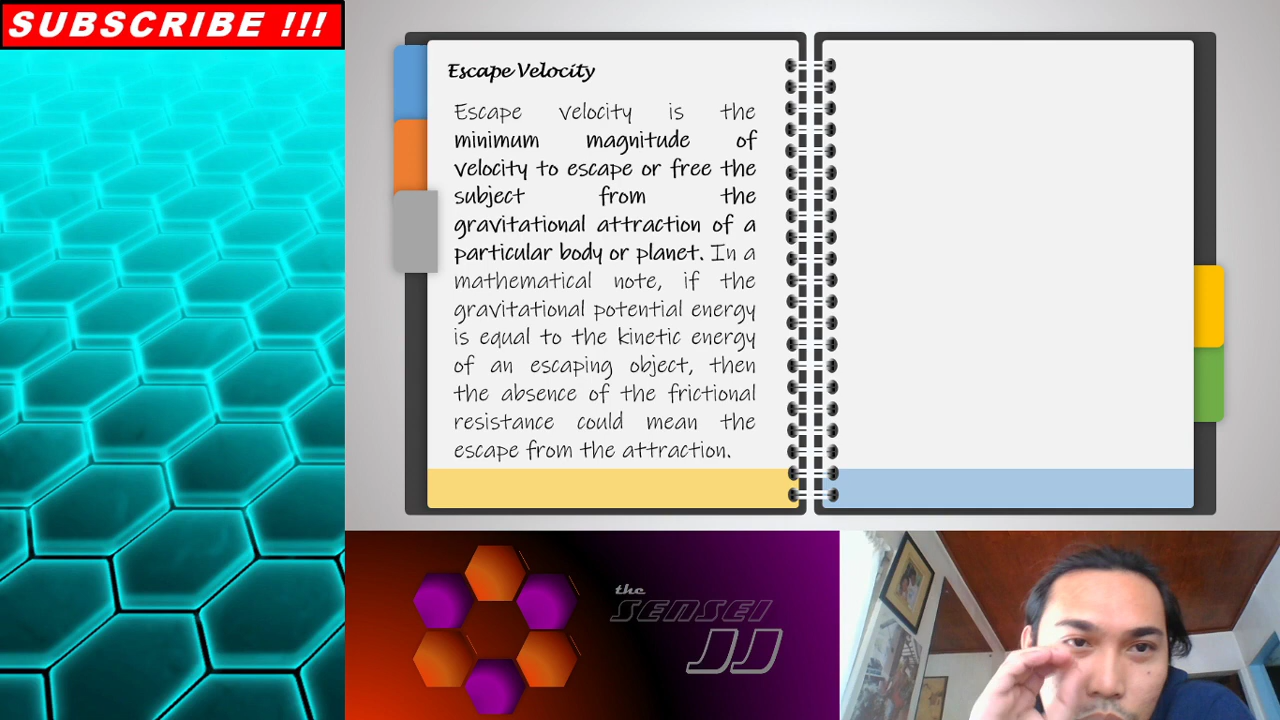 SUBSCRIBE !!!
Escape Velocity
Escape velocity is the
minimum magnitude of
velocity to escape or free the
subject from the
gravitational attraction of a
particular body or planet. In a
mathematical note, if the
gravitational potential energy
is equal to the kinetic energy
of an escaping object, then
the absence of the frictional
resistance could mean the
escape from the attraction.
the
SENSEI
JJ